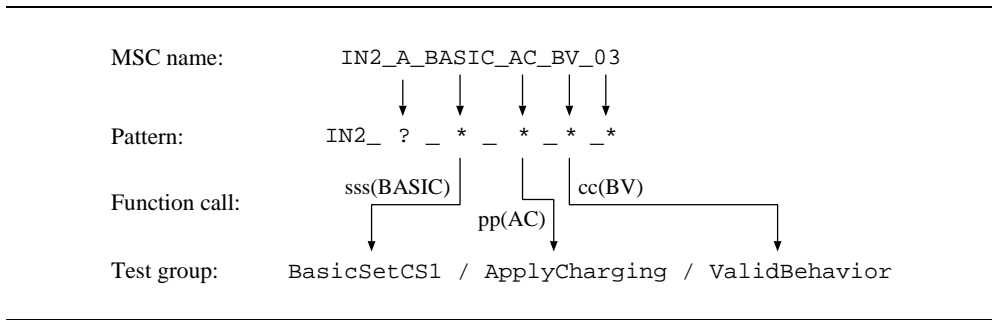 MSC name: IN2_A_BASIC_AC_BV_03
Pattern: IN2_ ? _ * _ * _ * _*
sss(BASIC) cc(BV)
Function call:
pp(AC)
Test group: BasicSetCS1 / ApplyCharging / ValidBehavior